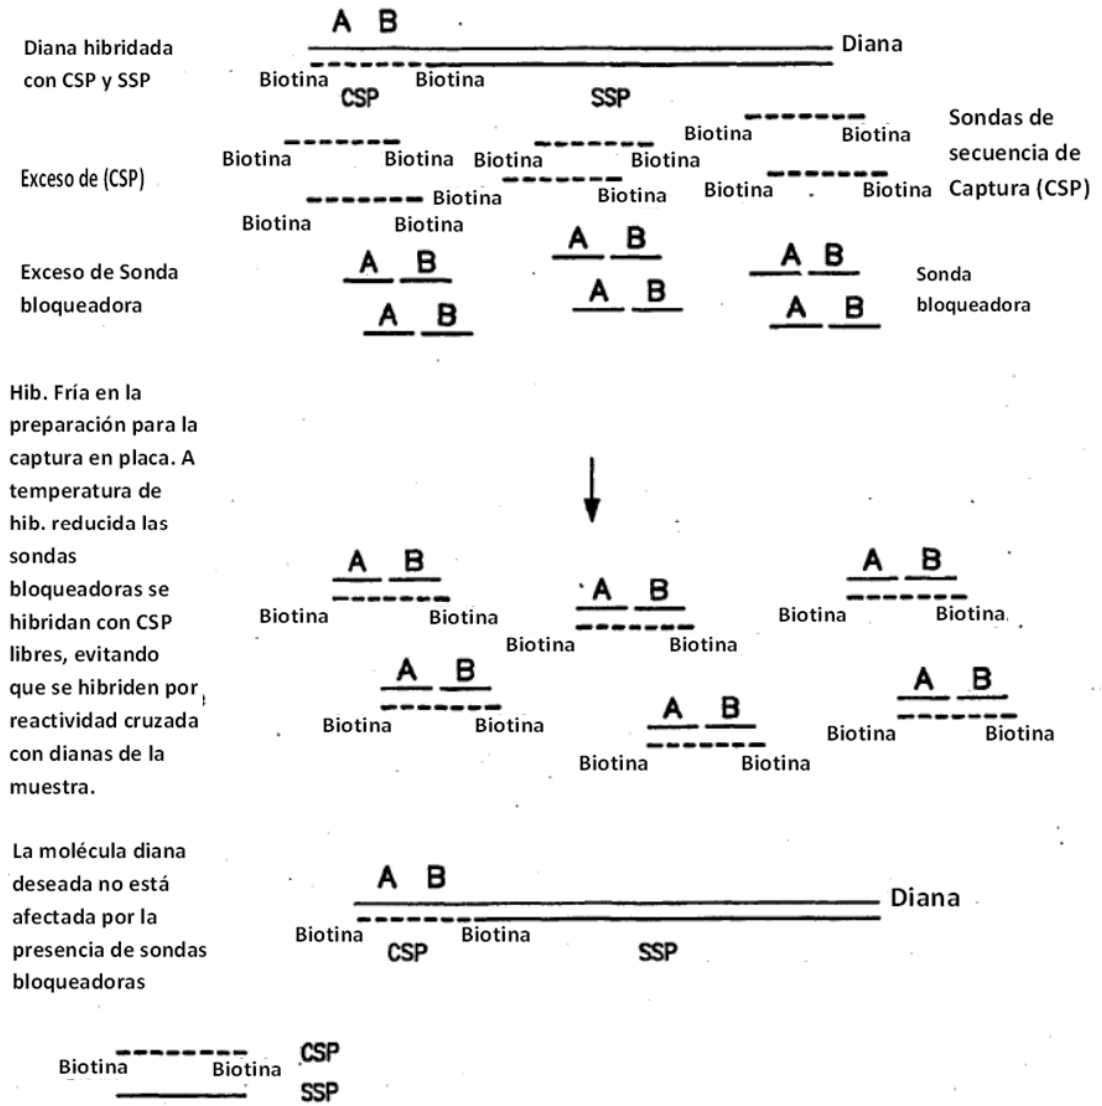 A B
Diana hibridada
con CSP y SSP
Diana
Biotina
Biotina
CSP
SSP
Biotina
Biotina
Sondas de
secuencia de
Captura (CSP)
Exceso de (CSP)
Biotina
Biotina
Biotina
Biotina
Biotina
Biotina
Biotina
Biotina
Biotina
Biotina
Exceso de Sonda
bloqueadora
A B
A B
A B
A B
A B
A B
Sonda
bloqueadora
Hib. Fría en la
preparación para la
captura en placa. A
temperatura de
hib. reducida las
sondas
bloqueadoras se
hibridan con CSP
libres, evitando
que se hibriden por
reactividad cruzada
con dianas de la
muestra.
A B
Biotina
Biotina
A B
Biotina
Biotina
A B
Biotina
Biotina
A B
Biotina
Biotina
A B
Biotina
Biotina
A B
Biotina
Biotina
La molécula diana
deseada no está
afectada por la
presencia de sondas
bloqueadoras
A B
Diana
Biotina
Biotina
CSP
SSP
Biotina
Biotina
CSP
SSP